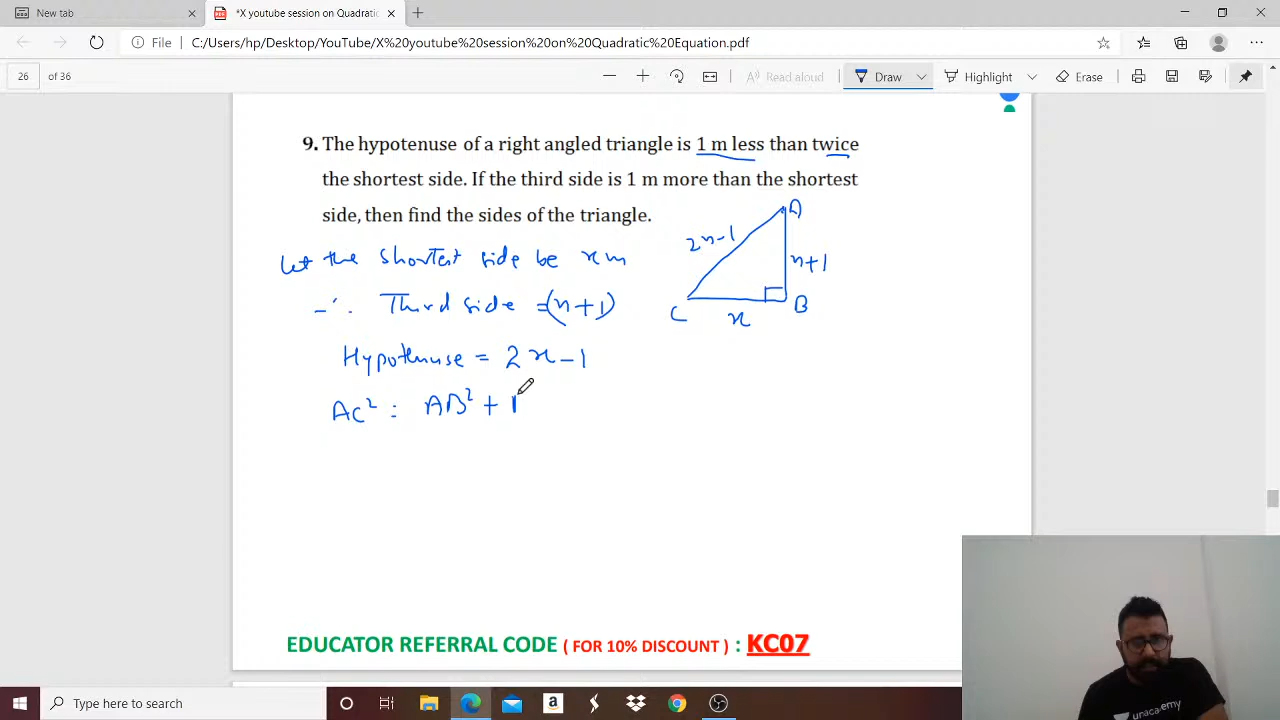 New tab
*X youtube session on Quadratic
File
C:/Users/hp/Desktop/YouTube/X%20youtube%20session%20on%20Quadratic%20Equation.pdf
26 of 36
Read aloud
Draw
Highlight
Erase
9. The hypotenuse of a right angled triangle is 1 m less than twice
the shortest side. If the third side is 1 m more than the shortest
side, then find the sides of the triangle.
Let the shortest side be x m
∴ Third side = (x+1)
Hypotenuse = 2x-1
AC² = AB² +
A
2x-1
x+1
C
x
B
EDUCATOR REFERRAL CODE ( FOR 10% DISCOUNT ) : KC07
unacademy
Type here to search
a